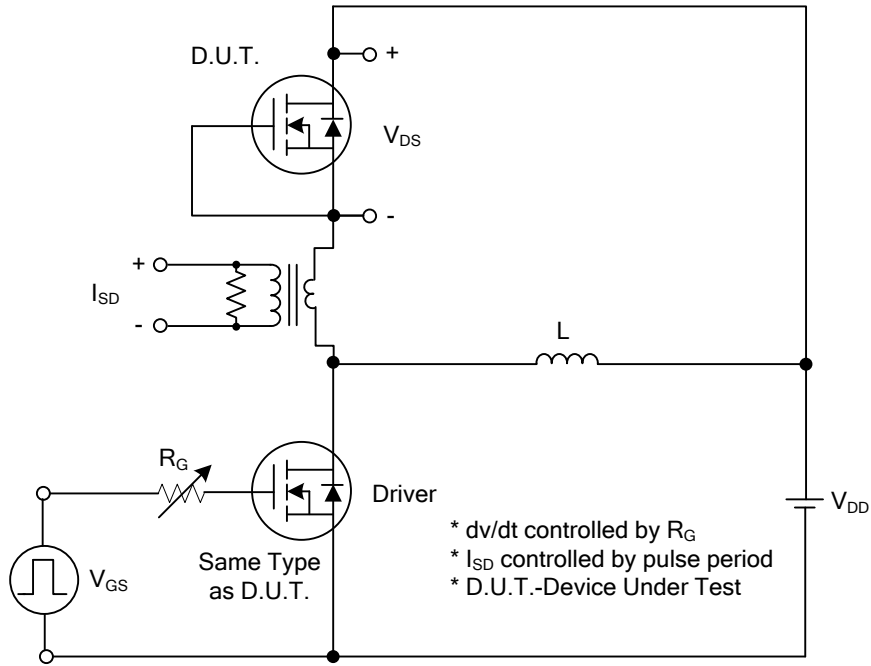 D.U.T.
+
VDS
-
+
ISD
-
L
RG
Driver
VDD
VGS
Same Type
as D.U.T.
* dv/dt controlled by RG
* ISD controlled by pulse period
* D.U.T.-Device Under Test